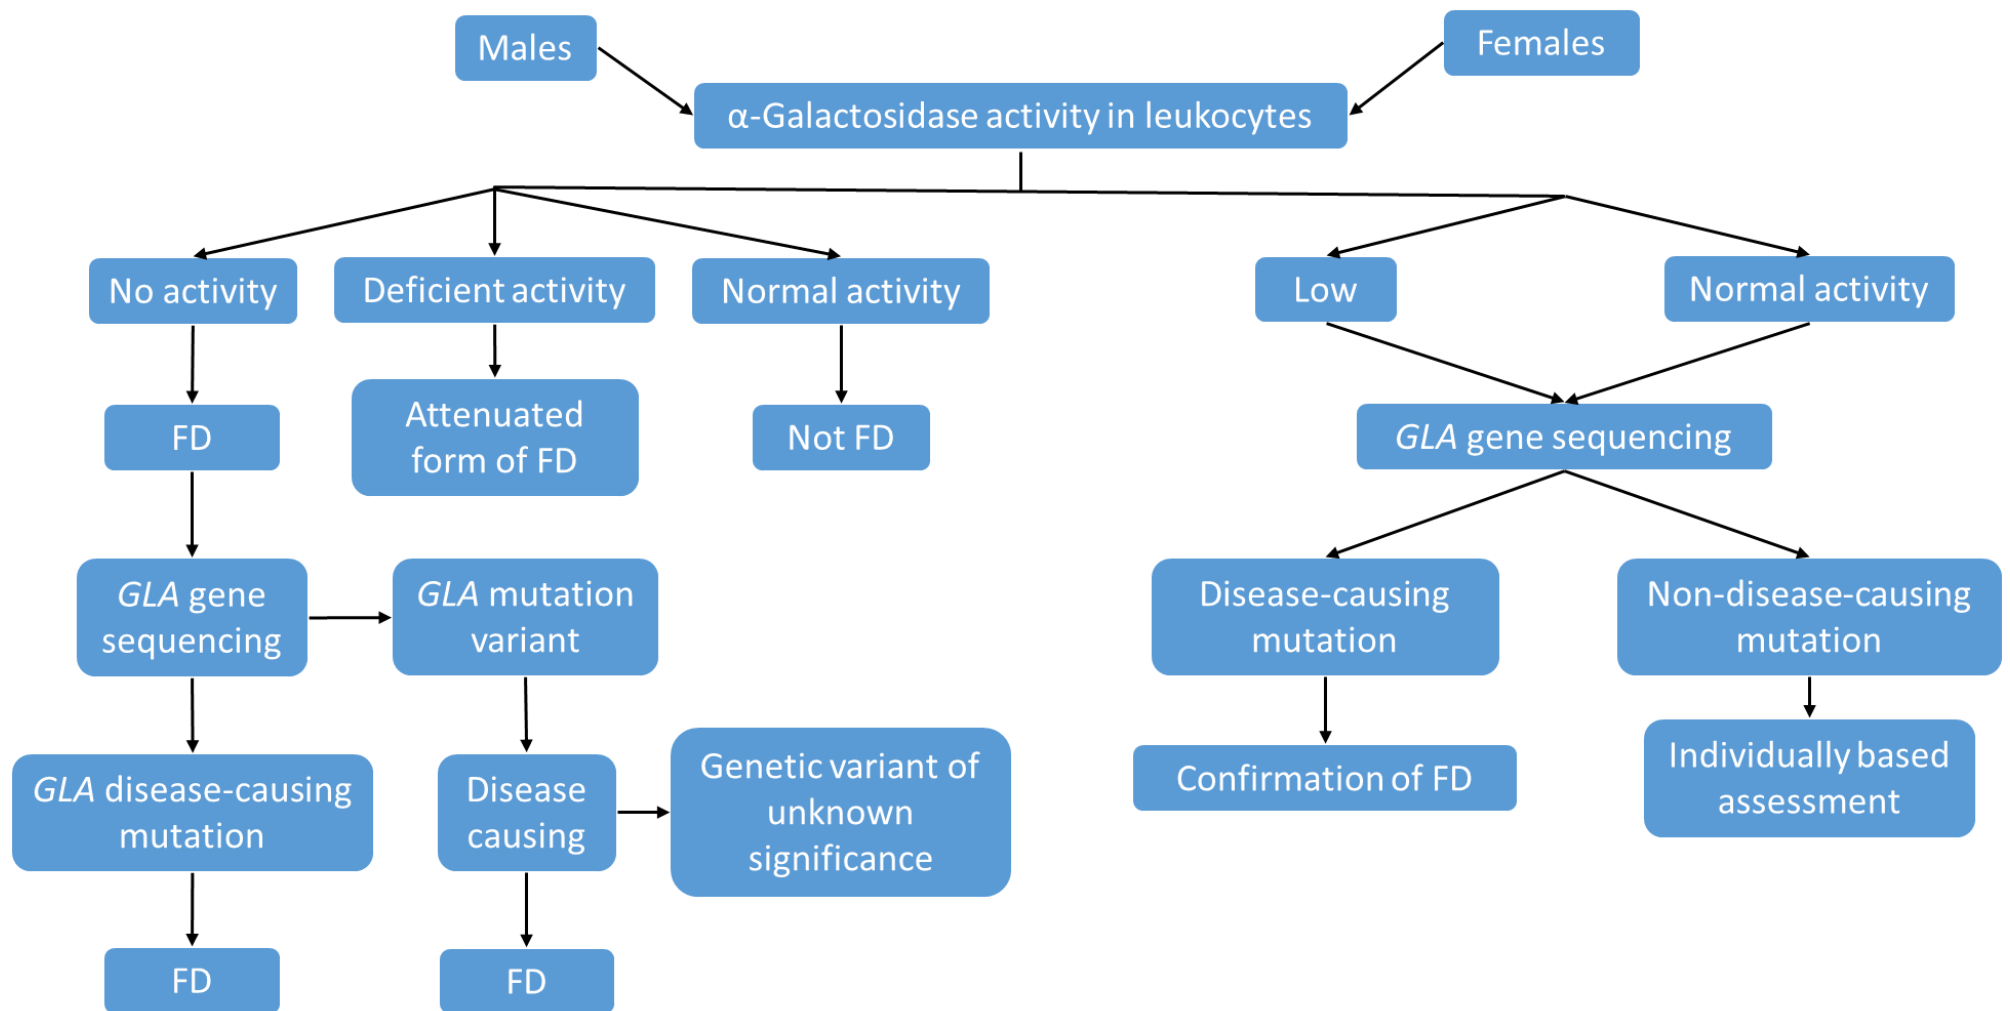 Males
Females
α-Galactosidase activity in leukocytes
No activity
Deficient activity
Normal activity
Low
Normal activity
FD
Attenuated
form of FD
Not FD
GLA gene sequencing
GLA gene
sequencing
GLA mutation
variant
Disease-causing
mutation
Non-disease-causing
mutation
GLA disease-causing
mutation
Disease
causing
Genetic variant of
unknown
significance
Confirmation of FD
Individually based
assessment
FD
FD